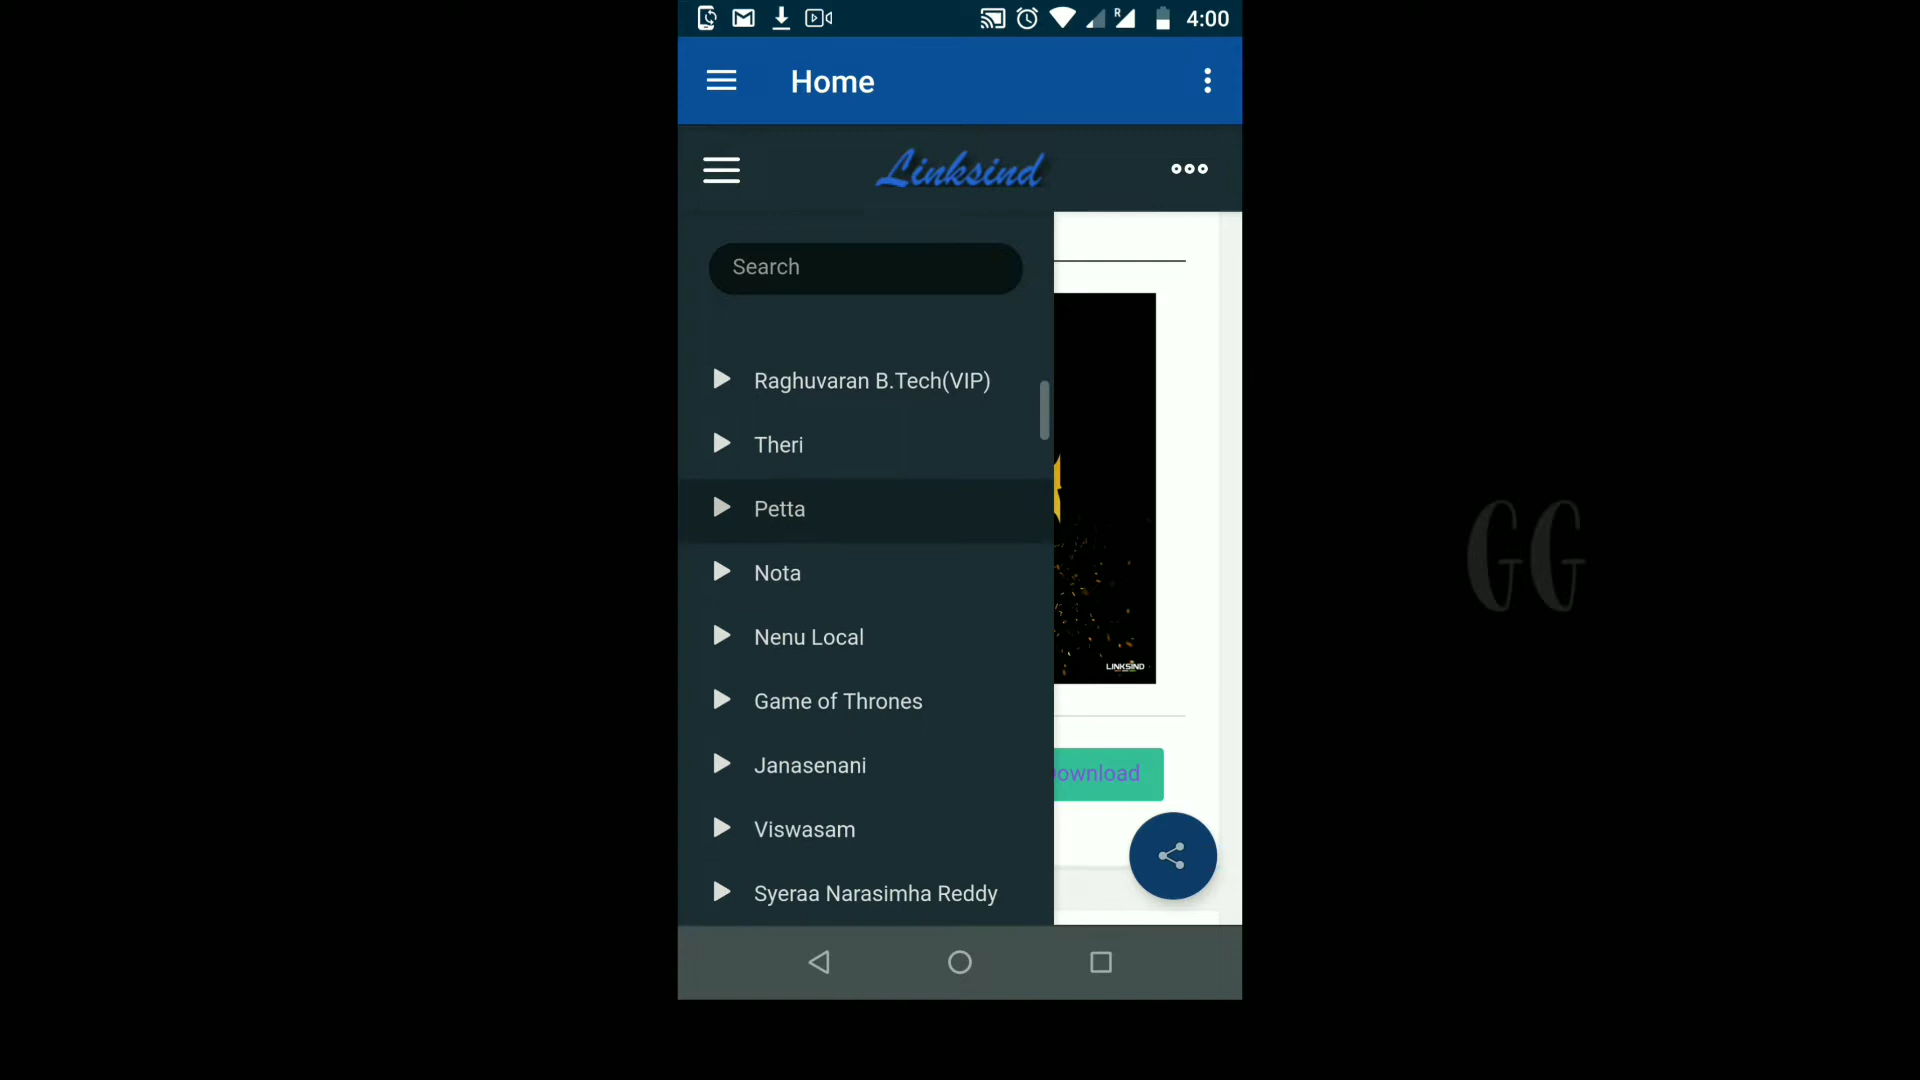 R 4:00
Home
Linksind
Search
Raghuvaran B.Tech(VIP)
Theri
Petta
Nota
Nenu Local
Game of Thrones
Janasenani
Viswasam
Syeraa Narasimha Reddy
LINKSIND
ownload
GG